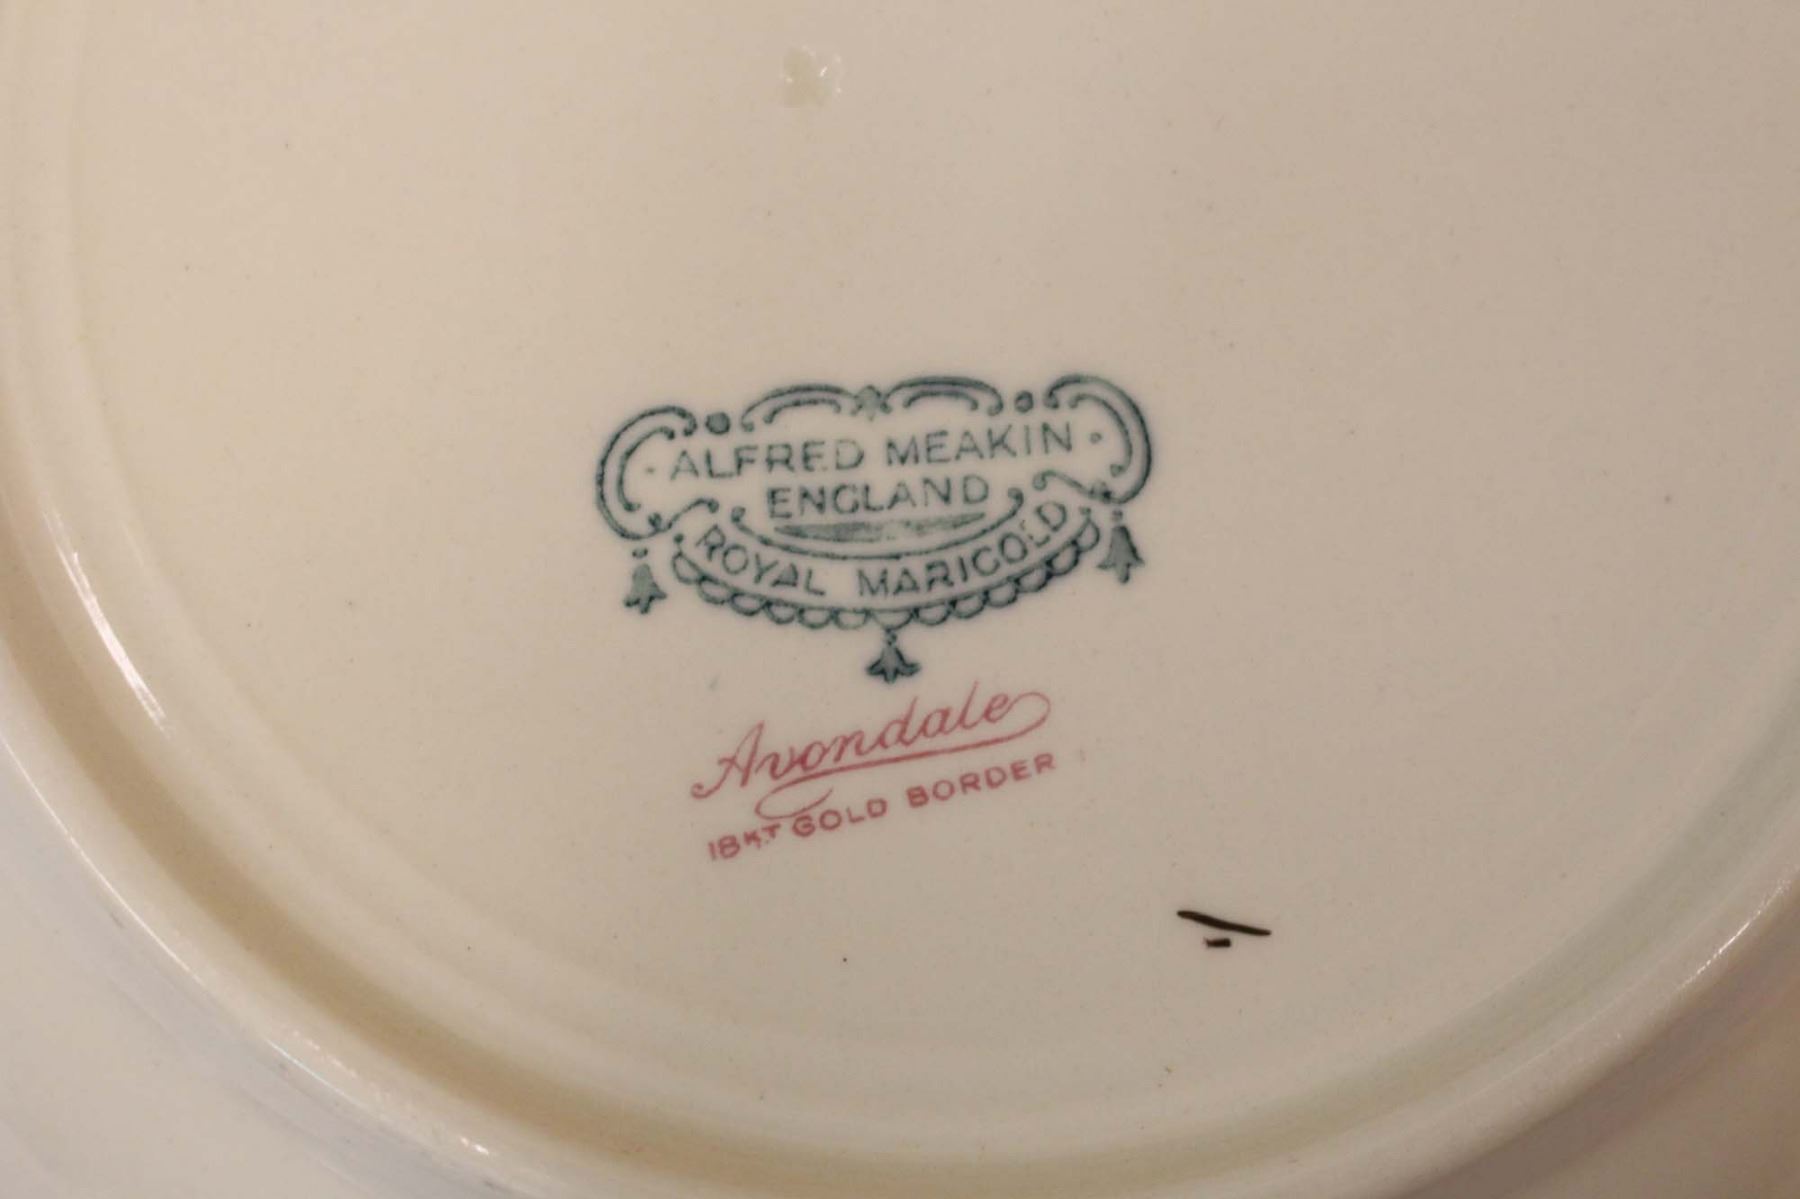 ALFRED MEAKIN
ENGLAND
ROYAL MARIGOLD
Avondale
18KT GOLD BORDER